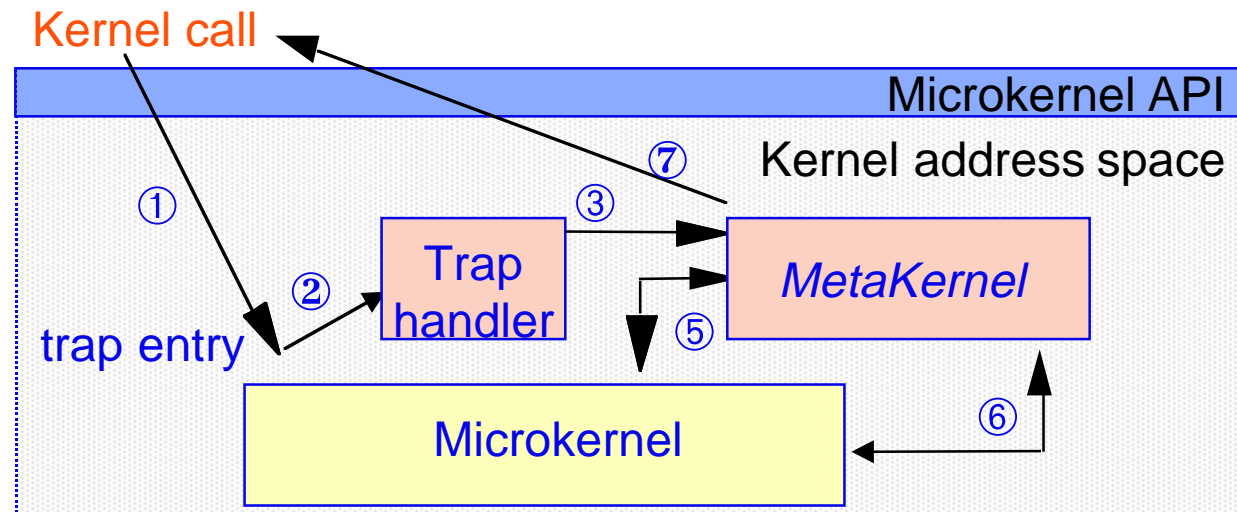 Kernel call
Microkernel API
Kernel address space
⑦
①
③
②
Trap
handler
MetaKernel
trap entry
⑤
⑥
Microkernel